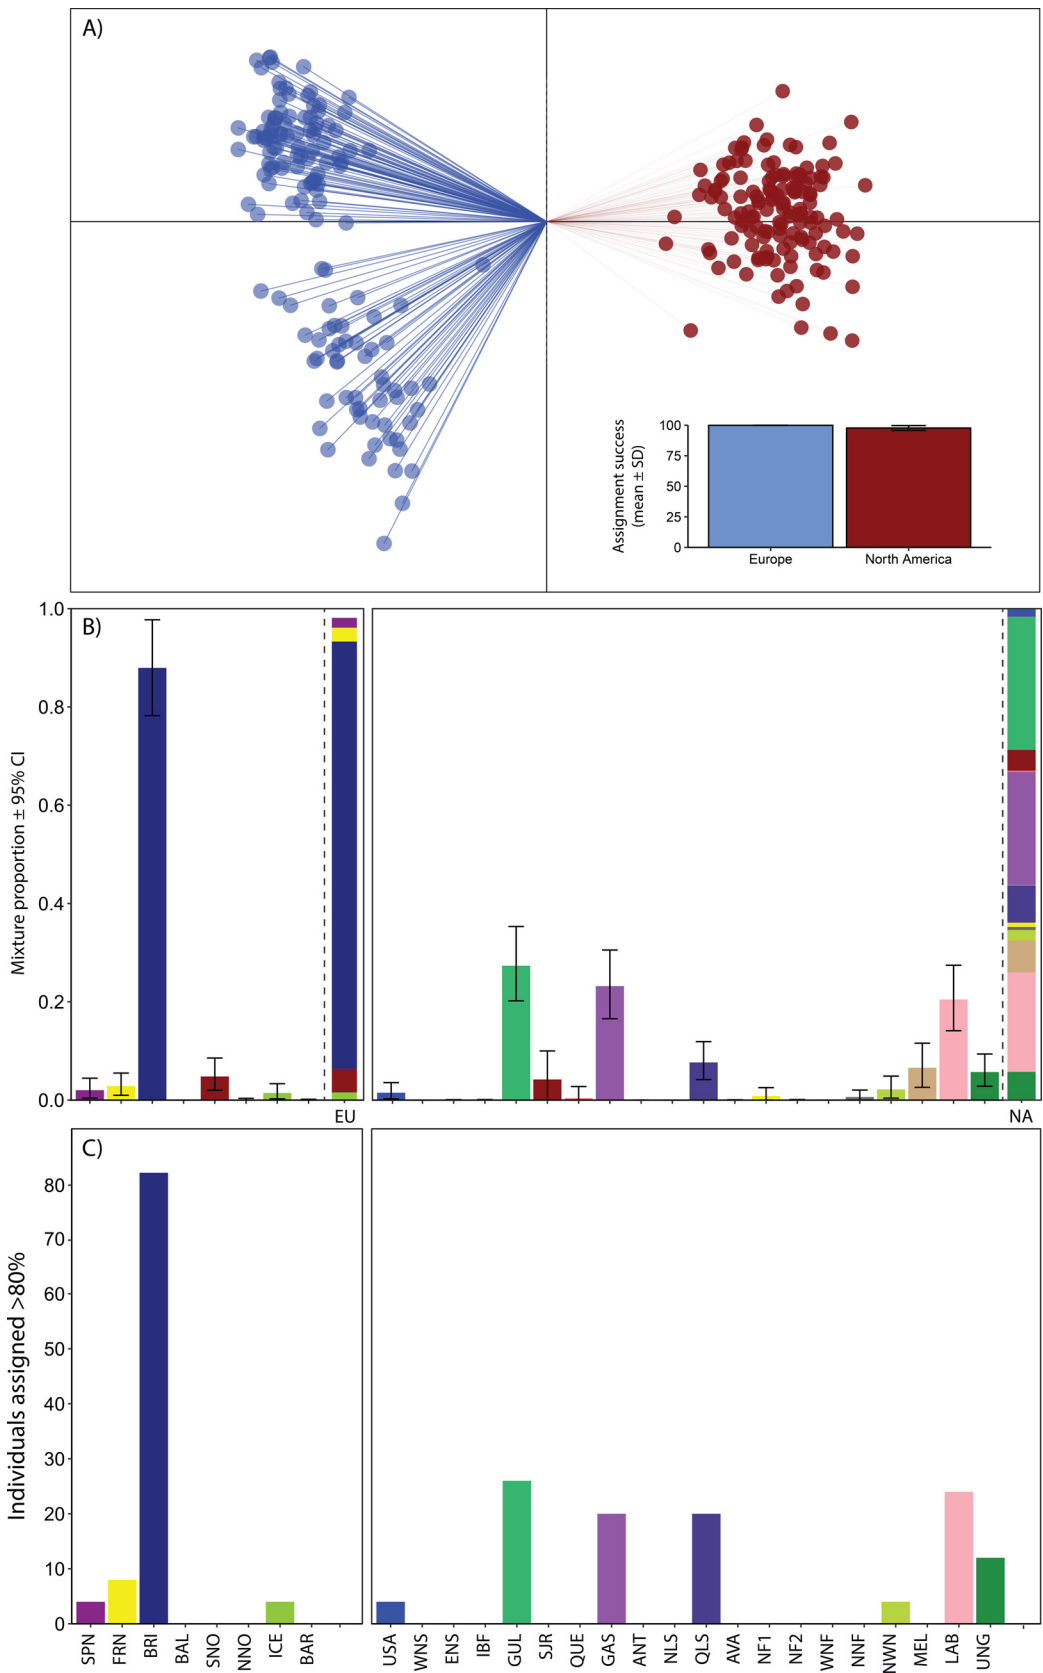 A)
Assignment success
(mean ± SD)
100
75
50
25
0
Europe
North America
B)
Mixture proportion ± 95% CI
1.0
0.8
0.6
0.4
0.2
0.0
EU
NA
C)
Individuals assigned >80%
80
70
60
50
40
30
20
10
0
SPN
FRN
BRI
BAL
SNO
NNO
ICE
BAR
USA
WNS
ENS
IBF
GUL
SJR
QUE
GAS
ANT
NLS
QLS
AVA
NF1
NF2
WNF
NNF
NWN
MEL
LAB
UNG